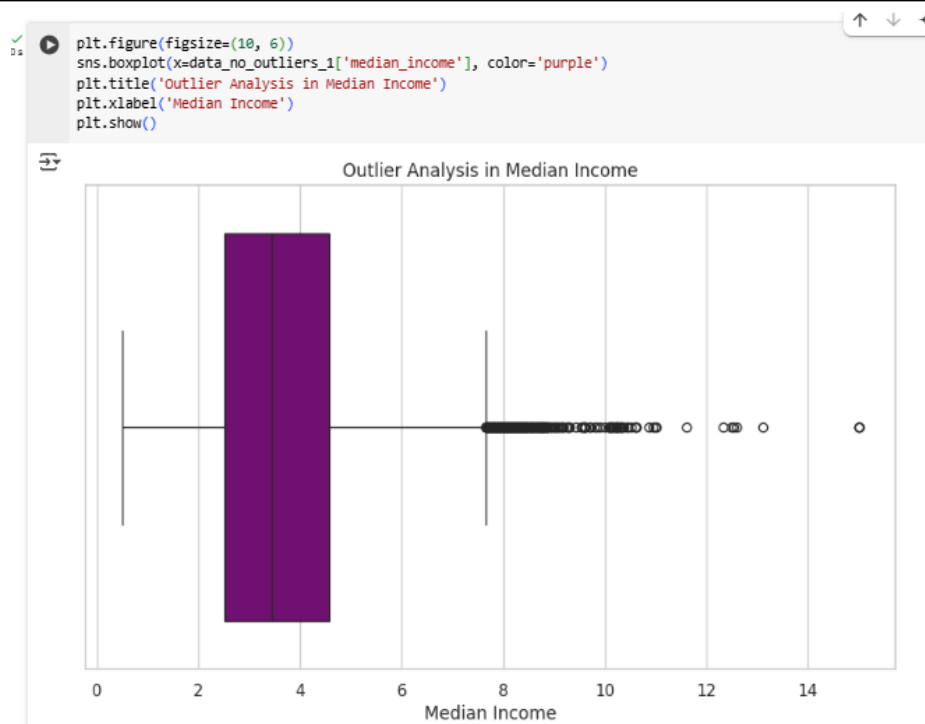 0s
plt.figure(figsize=(10, 6))
sns.boxplot(x=data_no_outliers_1['median_income'], color='purple')
plt.title('Outlier Analysis in Median Income')
plt.xlabel('Median Income')
plt.show()
Outlier Analysis in Median Income
0 2 4 6 8 10 12 14
Median Income